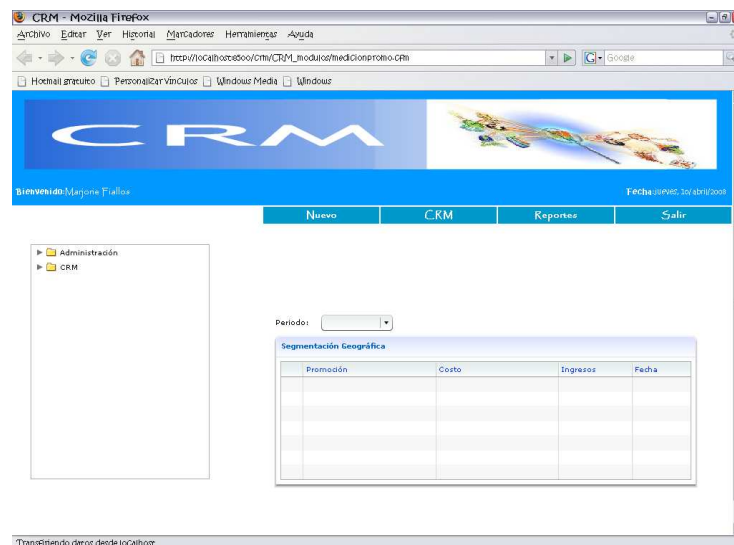 CRM - Mozilla Firefox
Archivo Editar Ver Historial Marcadores Herramientas Ayuda
http://localhost:8500/crm/CRM_modulos/medicionpromo.cfm
Google
Hotmail gratuito Personalizar vínculos Windows Media Windows
CRM
Bienvenido:Marjorie Fiallos
Fecha:jueves, 10/abril/2008
Nuevo CRM Reportes Salir
Administración
CRM
Periodo:
Segmentación Geográfica
Promoción Costo Ingresos Fecha
Transfiriendo datos desde localhost